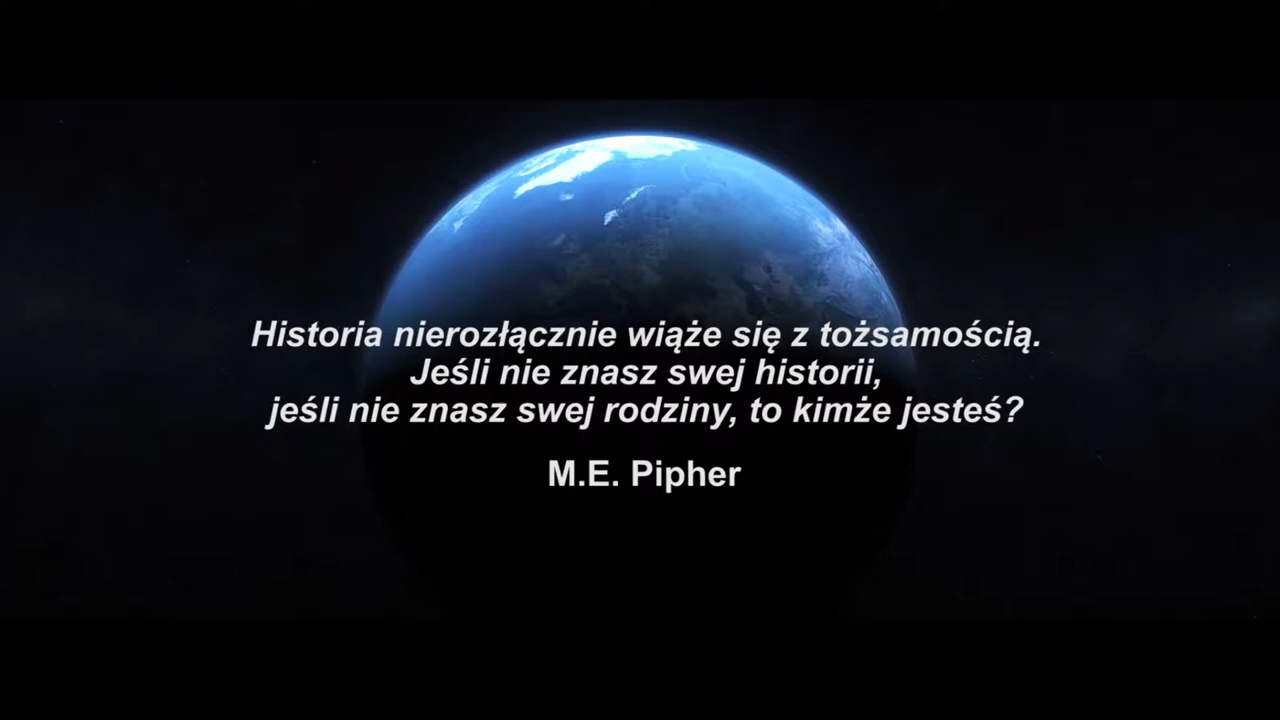 Historia nierozłącznie wiąże się z tożsamością.
Jeśli nie znasz swej historii,
jeśli nie znasz swej rodziny, to kimże jesteś?
M.E. Pipher